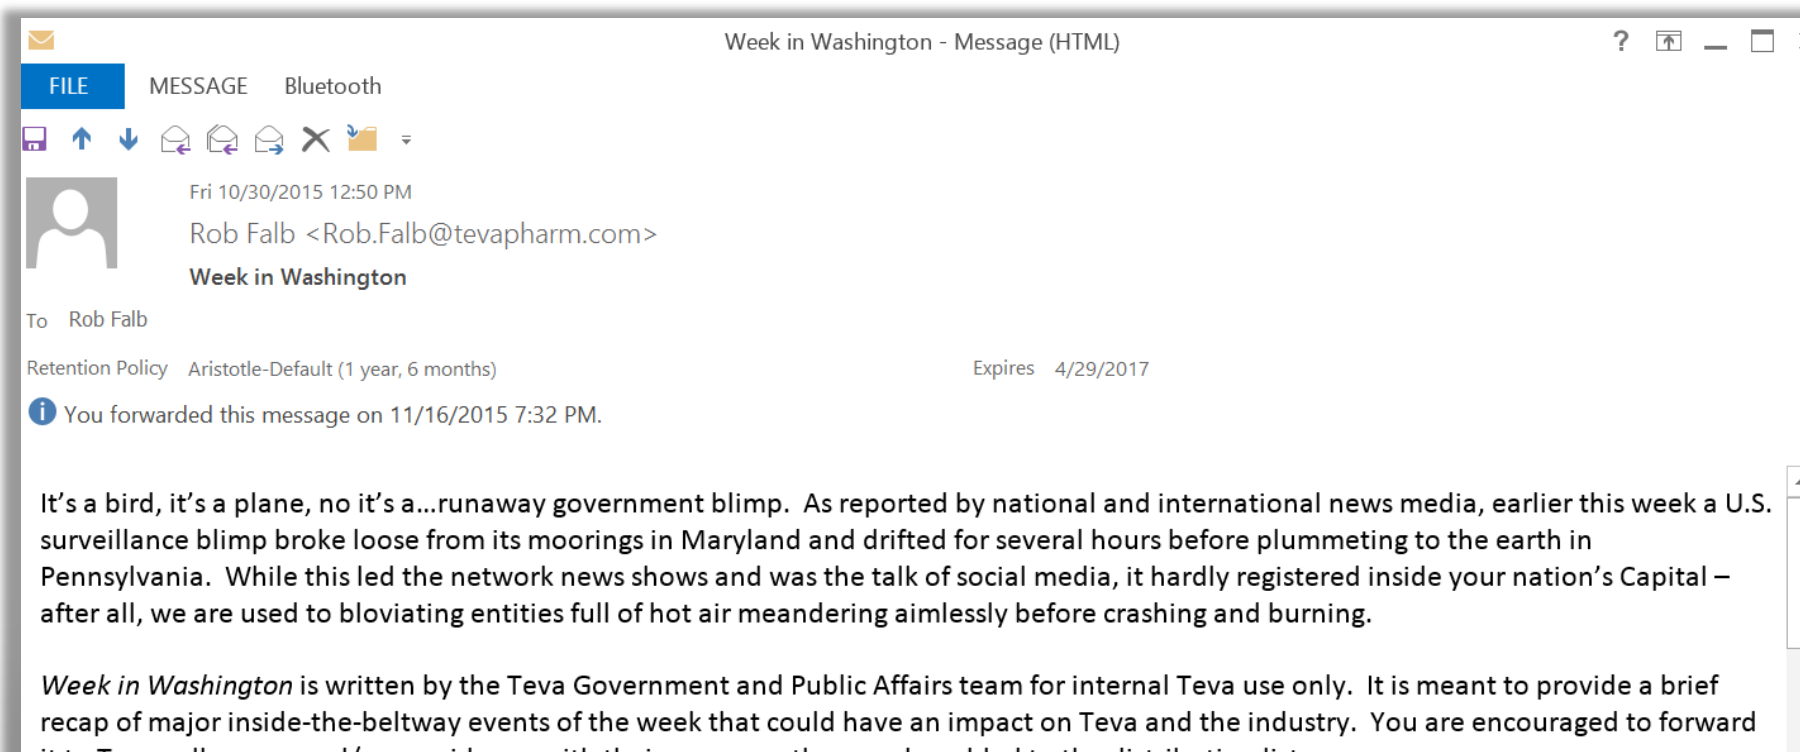 Week in Washington - Message (HTML)
?
FILE MESSAGE Bluetooth
Fri 10/30/2015 12:50 PM
Rob Falb <Rob.Falb@tevapharm.com>
Week in Washington
To Rob Falb
Retention Policy Aristotle-Default (1 year, 6 months) Expires 4/29/2017
You forwarded this message on 11/16/2015 7:32 PM.
It’s a bird, it’s a plane, no it’s a…runaway government blimp. As reported by national and international news media, earlier this week a U.S.
surveillance blimp broke loose from its moorings in Maryland and drifted for several hours before plummeting to the earth in
Pennsylvania. While this led the network news shows and was the talk of social media, it hardly registered inside your nation’s Capital –
after all, we are used to bloviating entities full of hot air meandering aimlessly before crashing and burning.
Week in Washington is written by the Teva Government and Public Affairs team for internal Teva use only. It is meant to provide a brief
recap of major inside-the-beltway events of the week that could have an impact on Teva and the industry. You are encouraged to forward